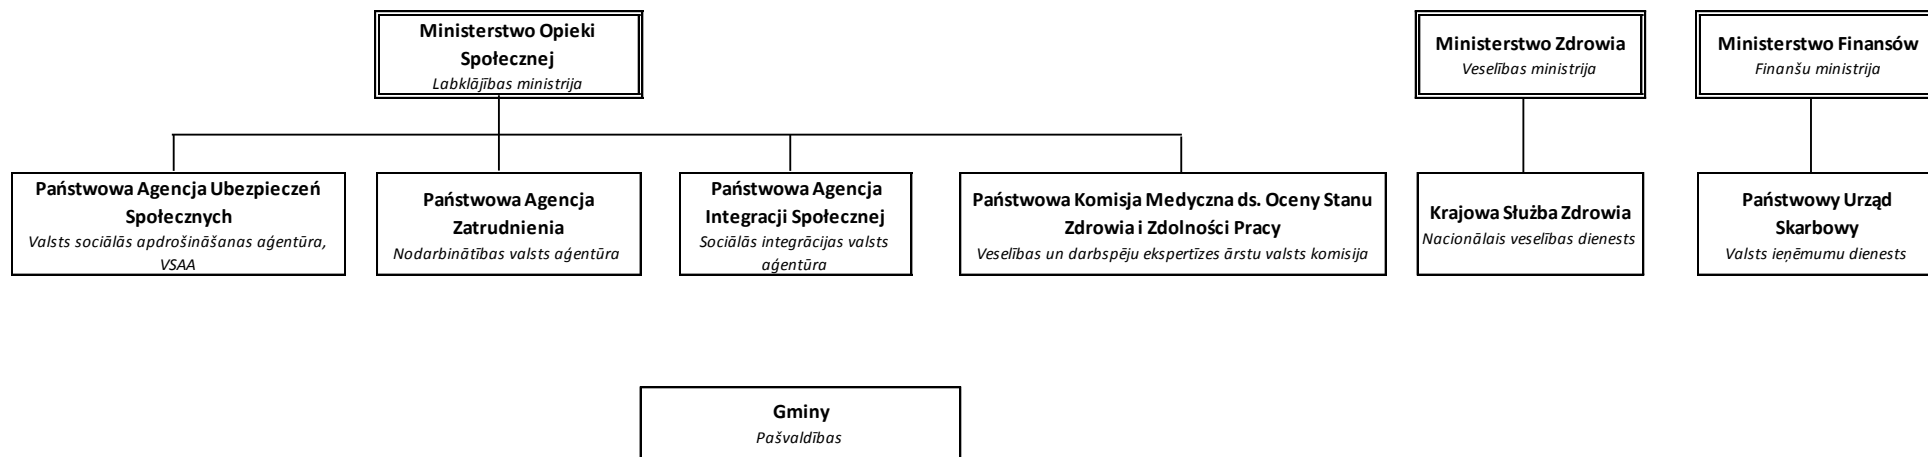 Ministerstwo Opieki
Społecznej
Labklājības ministrija
Ministerstwo Zdrowia
Veselības ministrija
Ministerstwo Finansów
Finanšu ministrija
Państwowa Agencja Ubezpieczeń
Społecznych
Valsts sociālās apdrošināšanas aģentūra,
VSAA
Państwowa Agencja
Zatrudnienia
Nodarbinātības valsts aģentūra
Państwowa Agencja
Integracji Społecznej
Sociālās integrācijas valsts
aģentūra
Państwowa Komisja Medyczna ds. Oceny Stanu
Zdrowia i Zdolności Pracy
Veselības un darbspēju ekspertīzes ārstu valsts komisija
Krajowa Służba Zdrowia
Nacionālais veselības dienests
Państwowy Urząd
Skarbowy
Valsts ieņēmumu dienests
Gminy
Pašvaldības